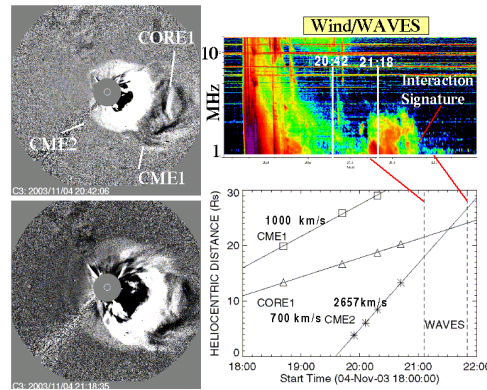 CORE1
CME2
CME1
C3: 2003/11/04 20:42:06
C3: 2003/11/04 21:18:35
Wind/WAVES
10
MHz
1
20:42
21:18
Interaction
Signature
HELIOCENTRIC DISTANCE (Rs)
30
20
10
0
1000 km/s
CME1
CORE1
2657km/s
700 km/s CME2
WAVES
18:00 19:00 20:00 21:00 22:00
Start Time (04-Nov-03 18:00:00)